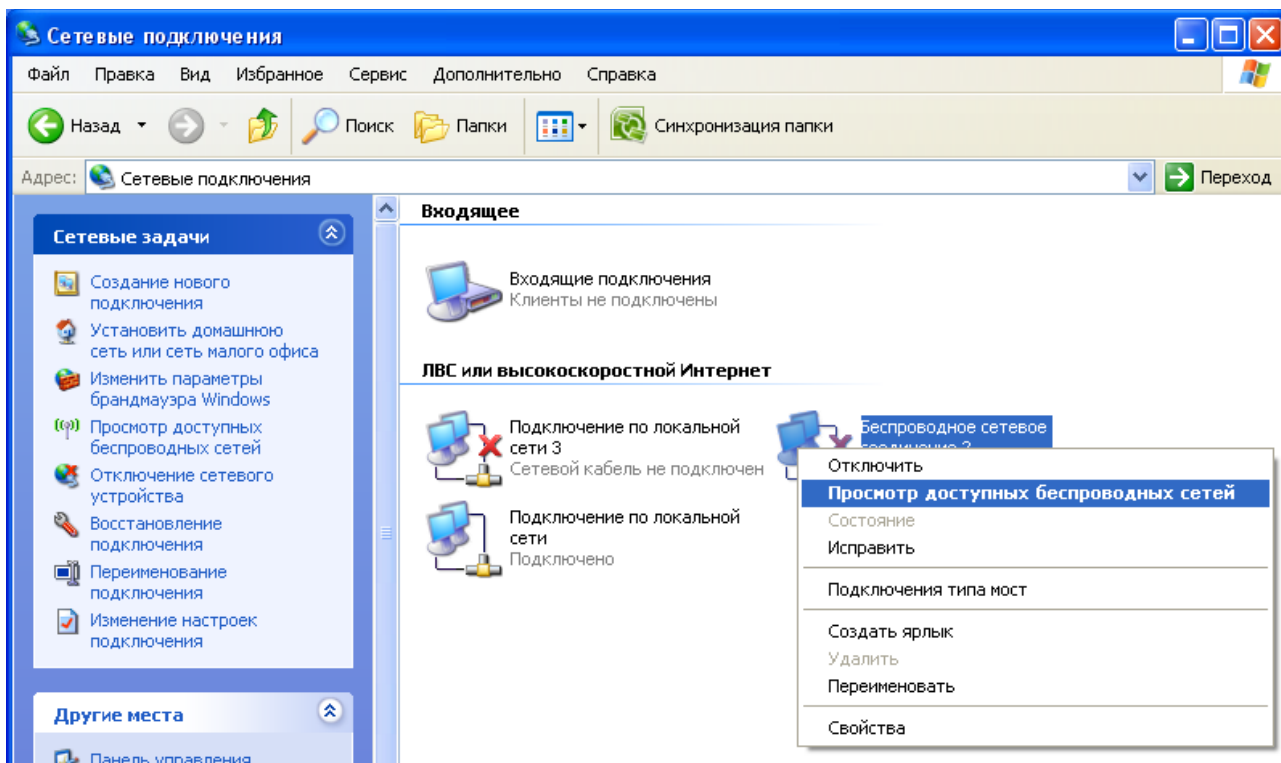 Сетевые подключения
Файл Правка Вид Избранное Сервис Дополнительно Справка
Назад Поиск Папки Синхронизация папки
Адрес: Сетевые подключения Переход
Сетевые задачи
Создание нового
подключения
Установить домашнюю
сеть или сеть малого офиса
Изменить параметры
брандмауэра Windows
Просмотр доступных
беспроводных сетей
Отключение сетевого
устройства
Восстановление
подключения
Переименование
подключения
Изменение настроек
подключения
Другие места
Панель управления
Входящее
Входящие подключения
Клиенты не подключены
ЛВС или высокоскоростной Интернет
Подключение по локальной
сети 3
Сетевой кабель не подключен
Беспроводное сетевое
соединение 2
Подключение по локальной
сети
Подключено
Отключить
Просмотр доступных беспроводных сетей
Состояние
Исправить
Подключения типа мост
Создать ярлык
Удалить
Переименовать
Свойства